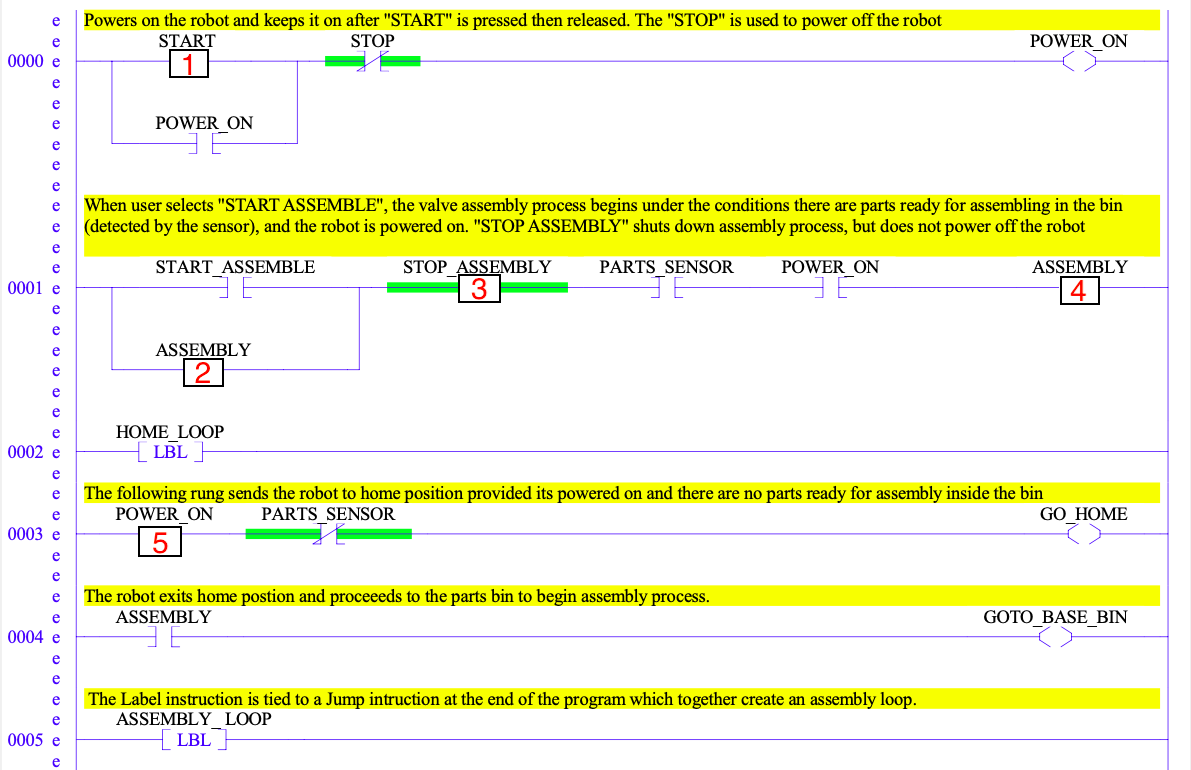 e Powers on the robot and keeps it on after "START" is pressed then released. The "STOP" is used to power off the robot
e START STOP POWER_ON
0000 e 1
e
e
e POWER_ON
e
e
e
e When user selects "START ASSEMBLE", the valve assembly process begins under the conditions there are parts ready for assembling in the bin
e (detected by the sensor), and the robot is powered on. "STOP ASSEMBLY" shuts down assembly process, but does not power off the robot
e
e START_ASSEMBLE STOP_ASSEMBLY PARTS_SENSOR POWER_ON ASSEMBLY
0001 e 3 4
e
e
e ASSEMBLY
e 2
e
e
e HOME_LOOP
0002 e LBL
e
e The following rung sends the robot to home position provided its powered on and there are no parts ready for assembly inside the bin
e POWER_ON PARTS_SENSOR GO_HOME
0003 e 5
e
e
e The robot exits home postion and proceeeds to the parts bin to begin assembly process.
e ASSEMBLY GOTO_BASE_BIN
0004 e
e
e
e The Label instruction is tied to a Jump intruction at the end of the program which together create an assembly loop.
e ASSEMBLY_LOOP
0005 e LBL
e